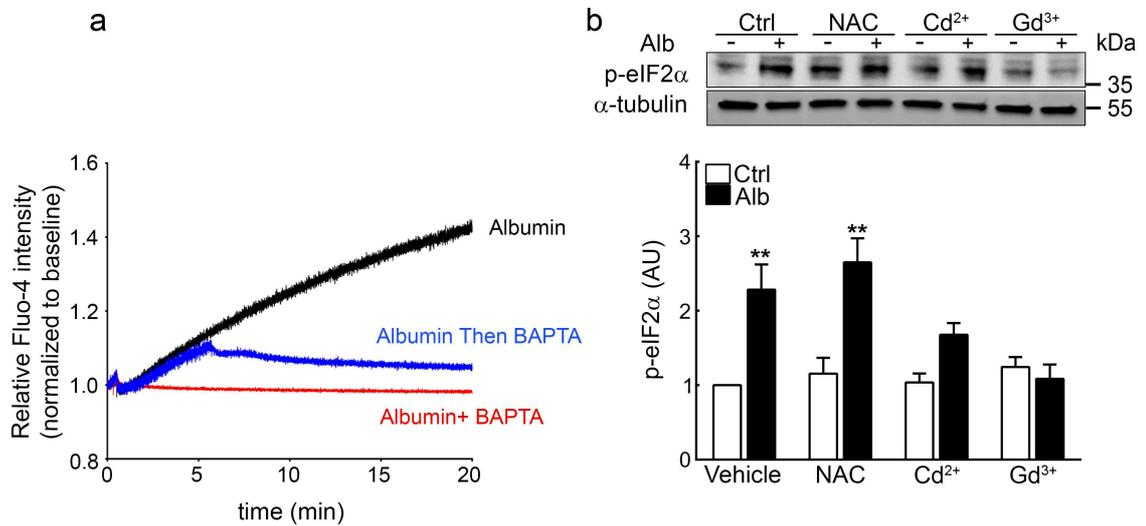 a
Relative Fluo-4 intensity
(normalized to baseline)
1.6
1.4
1.2
1.0
0.8
0
5
10
15
20
time (min)
Albumin
Albumin Then BAPTA
Albumin+ BAPTA
b
Ctrl NAC Cd²⁺ Gd³⁺
Alb - + - + - + - + kDa
p-eIF2α
35
α-tubulin
55
p-eIF2α (AU)
4
3
2
1
0
Ctrl
Alb
**
**
Vehicle NAC Cd²⁺ Gd³⁺